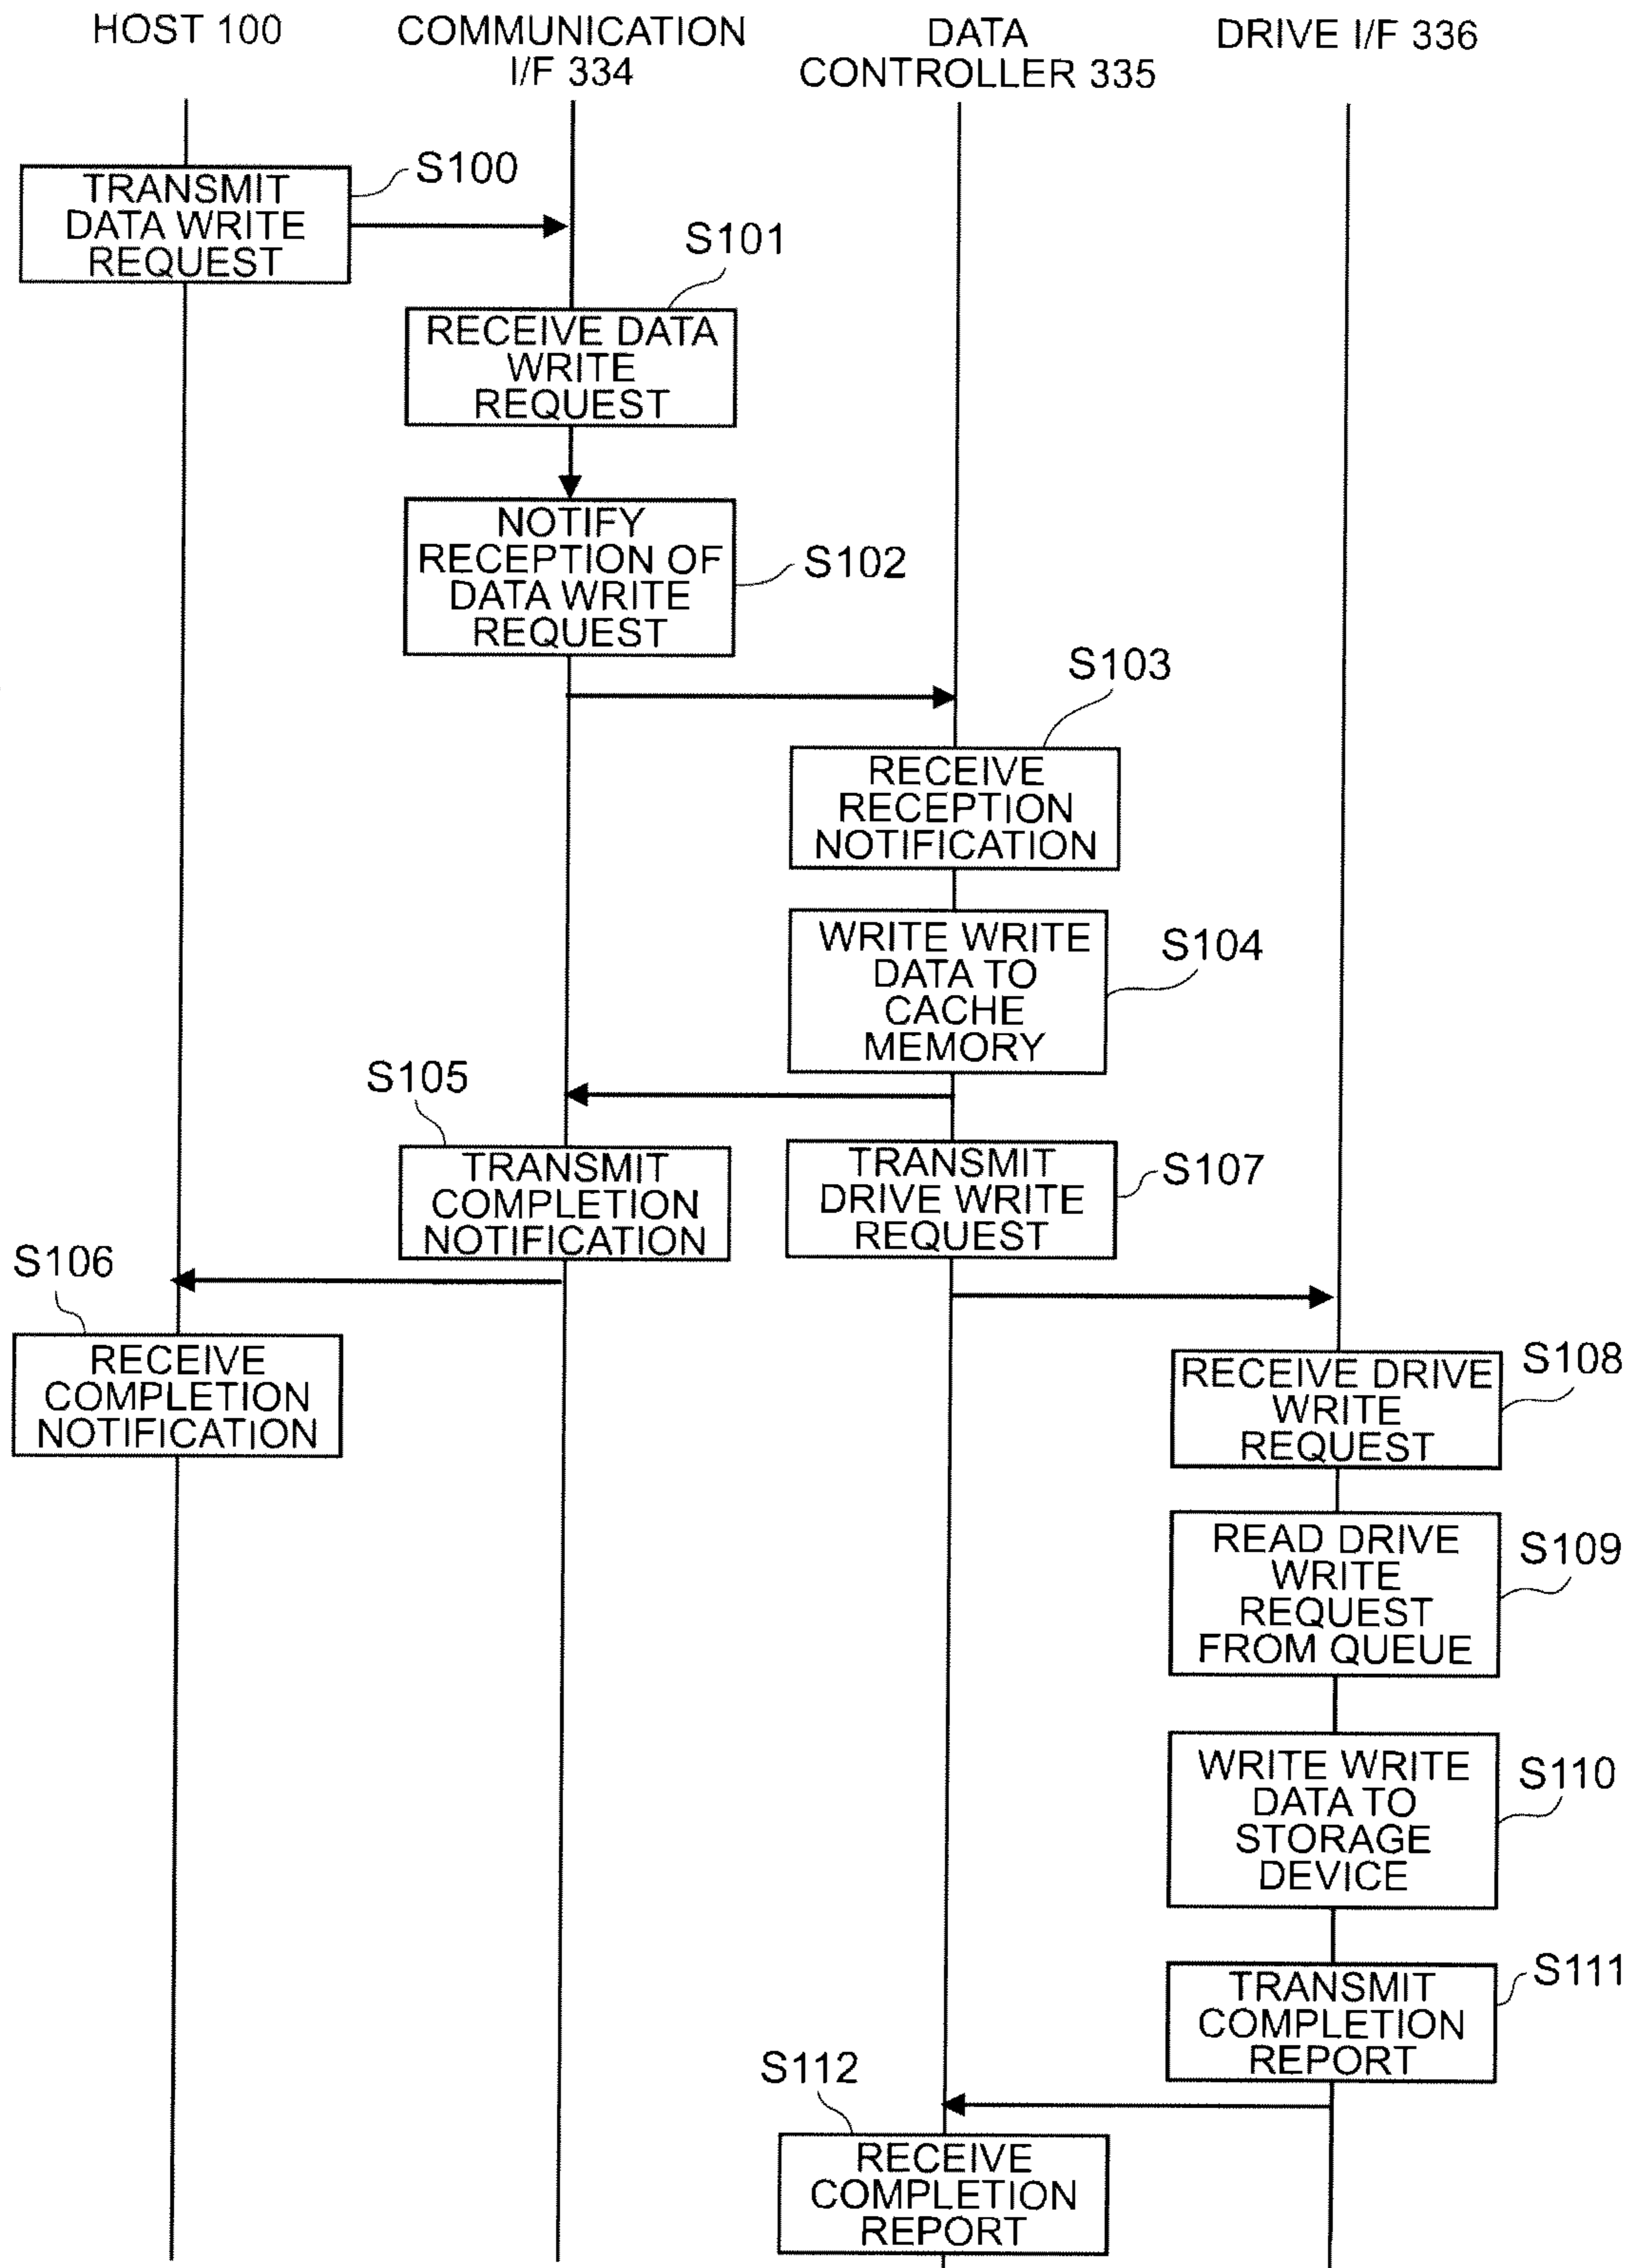 HOST 100
COMMUNICATION
I/F 334
DATA
CONTROLLER 335
DRIVE I/F 336
S100
TRANSMIT
DATA WRITE
REQUEST
S101
RECEIVE DATA
WRITE
REQUEST
NOTIFY
RECEPTION OF
DATA WRITE
REQUEST
S102
S103
RECEIVE
RECEPTION
NOTIFICATION
WRITE WRITE
DATA TO
CACHE
MEMORY
S104
S105
TRANSMIT
COMPLETION
NOTIFICATION
TRANSMIT
DRIVE WRITE
REQUEST
S107
S106
RECEIVE
COMPLETION
NOTIFICATION
RECEIVE DRIVE
WRITE
REQUEST
S108
READ DRIVE
WRITE
REQUEST
FROM QUEUE
S109
WRITE WRITE
DATA TO
STORAGE
DEVICE
S110
TRANSMIT
COMPLETION
REPORT
S111
S112
RECEIVE
COMPLETION
REPORT